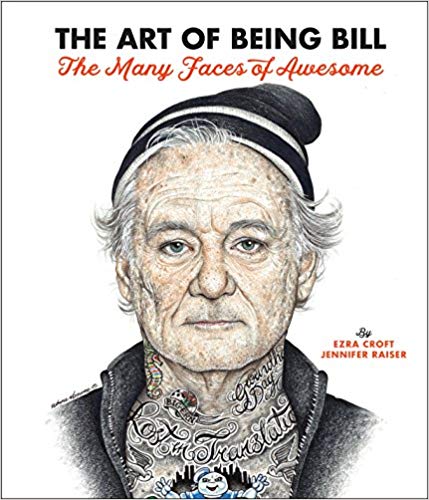 THE ART OF BEING BILL
The Many Faces of Awesome
By
EZRA CROFT
JENNIFER RAISER
Groundhog
Day
Lost in Translation